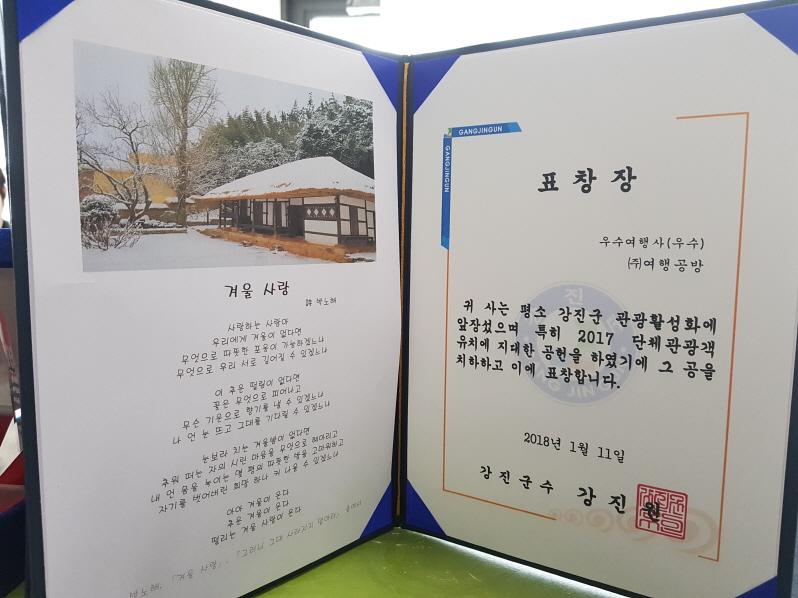 겨울 사랑
詩 박노해
사랑하는 사람아
우리에게 겨울이 없다면
무엇으로 따뜻한 포옹이 가능하겠느냐
무엇으로 우리 서로 깊어질 수 있겠느냐
이 추운 떨림이 없다면
꽃은 무엇으로 피어나고
무슨 기운으로 향기를 낼 수 있겠느냐
나 언 눈 뜨고 그대를 기다릴 수 있겠느냐
눈보라 치는 겨울밤이 없다면
추워 떠는 자의 시린 마음을 무엇으로 헤아리고
내 언 몸을 녹이는 몇 평의 따뜻한 방을 고마워하고
자기를 벗어버린 희망 하나 커 나올 수 있겠느냐
아아 겨울이 온다
추운 겨울이 온다
떨리는 겨울 사랑이 온다
GANGJINGUN
GANGJINGUN
표창장
우수여행사(우수)
㈜여행공방
귀 사는 평소 강진군 관광활성화에
앞장섰으며 특히 2017 단체관광객
유치에 지대한 공헌을 하였기에 그 공을
치하하고 이에 표창합니다.
2018년 1월 11일
강진군수 강진원